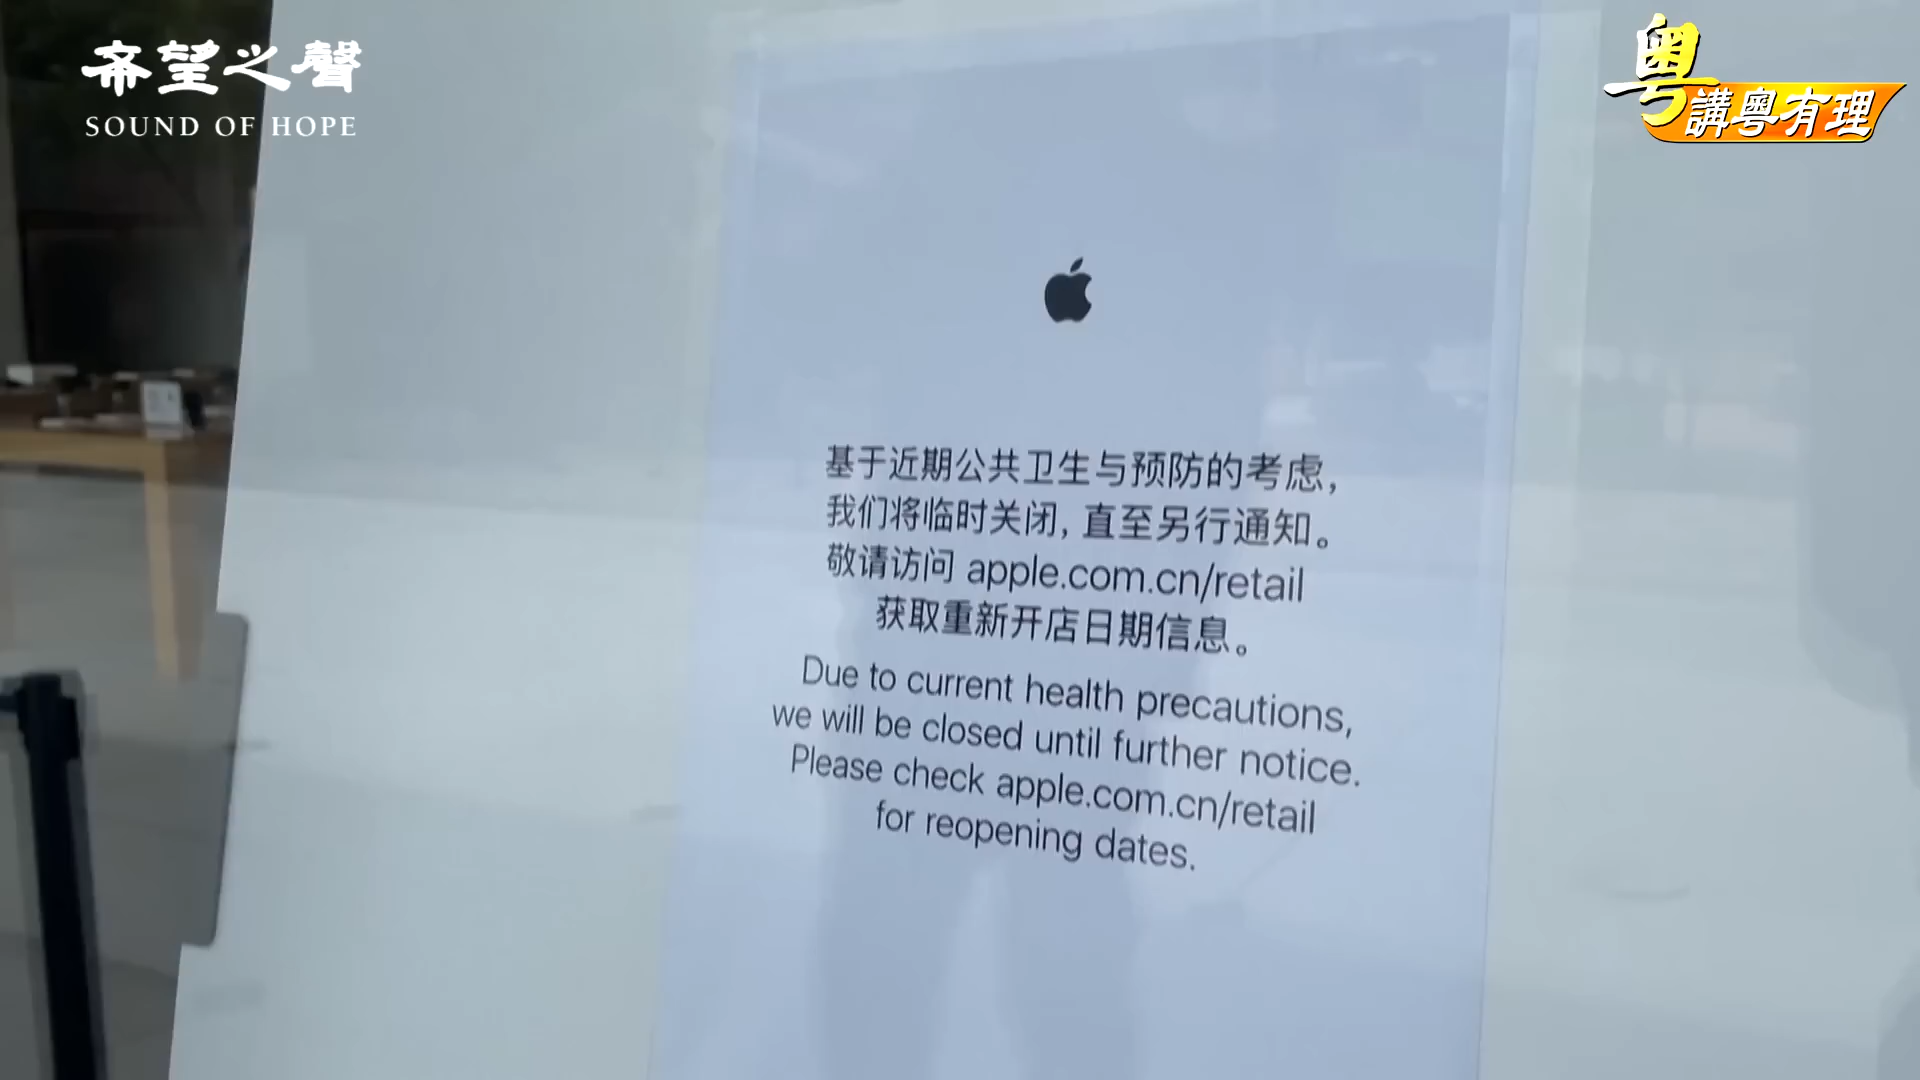 希望之聲
SOUND OF HOPE
粤
講粵有理
基于近期公共卫生与预防的考虑，
我们将临时关闭，直至另行通知。
敬请访问 apple.com.cn/retail
获取重新开店日期信息。
Due to current health precautions,
we will be closed until further notice.
Please check apple.com.cn/retail
for reopening dates.